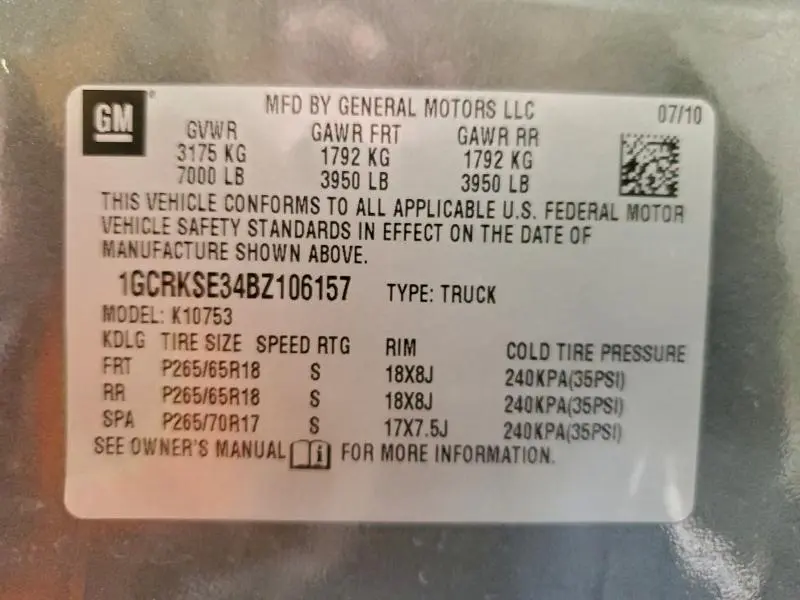 GM
MFD BY GENERAL MOTORS LLC 07/10
GVWR GAWR FRT GAWR RR
3175 KG 1792 KG 1792 KG
7000 LB 3950 LB 3950 LB
THIS VEHICLE CONFORMS TO ALL APPLICABLE U.S. FEDERAL MOTOR
VEHICLE SAFETY STANDARDS IN EFFECT ON THE DATE OF
MANUFACTURE SHOWN ABOVE.
1GCRKSE34BZ106157 TYPE: TRUCK
MODEL: K10753
KDLG TIRE SIZE SPEED RTG RIM COLD TIRE PRESSURE
FRT P265/65R18 S 18X8J 240KPA(35PSI)
RR P265/65R18 S 18X8J 240KPA(35PSI)
SPA P265/70R17 S 17X7.5J 240KPA(35PSI)
SEE OWNER'S MANUAL i FOR MORE INFORMATION.